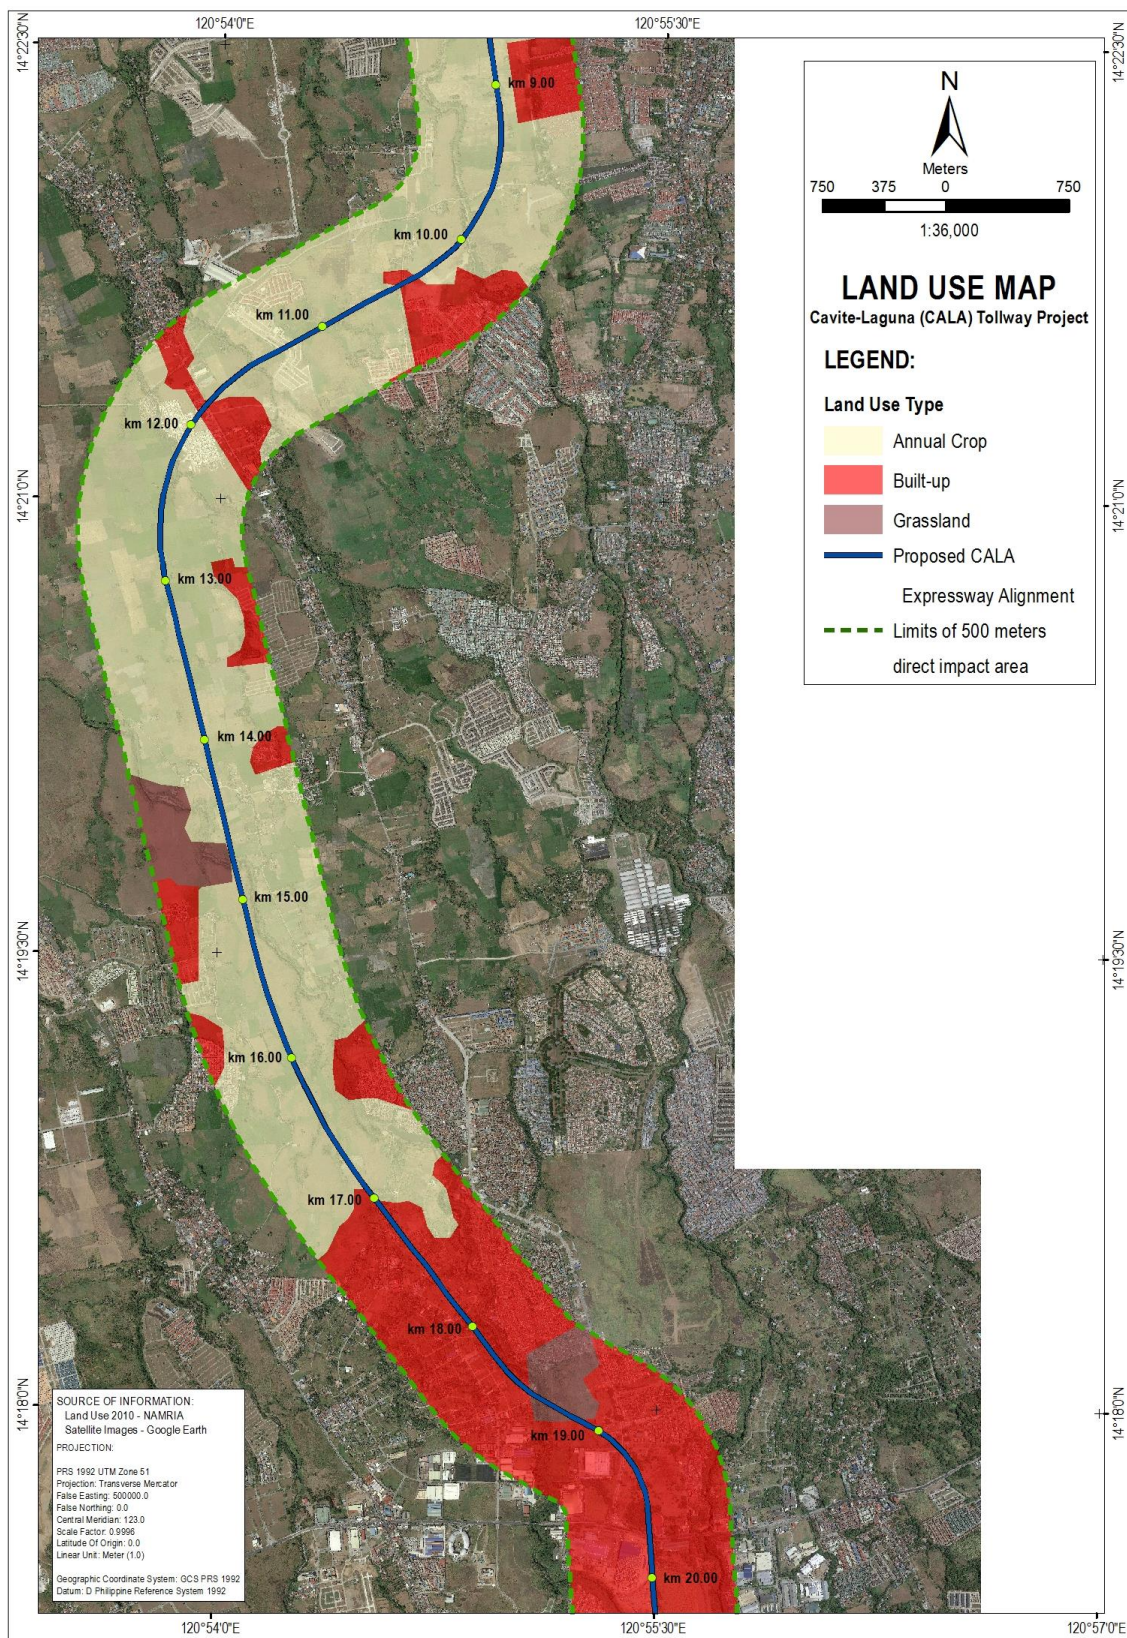 120°54'0"E
120°55'30"E
14°22'30"N
14°22'30"N
km 9.00
N
Meters
750 375 0 750
1:36,000
km 10.00
LAND USE MAP
Cavite-Laguna (CALA) Tollway Project
km 11.00
LEGEND:
Land Use Type
km 12.00
Annual Crop
Built-up
14°21'0"N
14°21'0"N
Grassland
Proposed CALA
Expressway Alignment
km 13.00
Limits of 500 meters
direct impact area
km 14.00
km 15.00
14°19'30"N
14°19'30"N
km 16.00
km 17.00
km 18.00
14°18'0"N
14°18'0"N
km 19.00
SOURCE OF INFORMATION:
Land Use 2010 - NAMRIA
Satellite Images - Google Earth
PROJECTION:
PRS 1992 UTM Zone 51
Projection: Transverse Mercator
False Easting: 500000.0
False Northing: 0.0
Central Meridian: 123.0
Scale Factor: 0.9996
Latitude Of Origin: 0.0
Linear Unit: Meter (1.0)
Geographic Coordinate System: GCS PRS 1992
Datum: D Philippine Reference System 1992
km 20.00
120°54'0"E
120°55'30"E
120°57'0"E